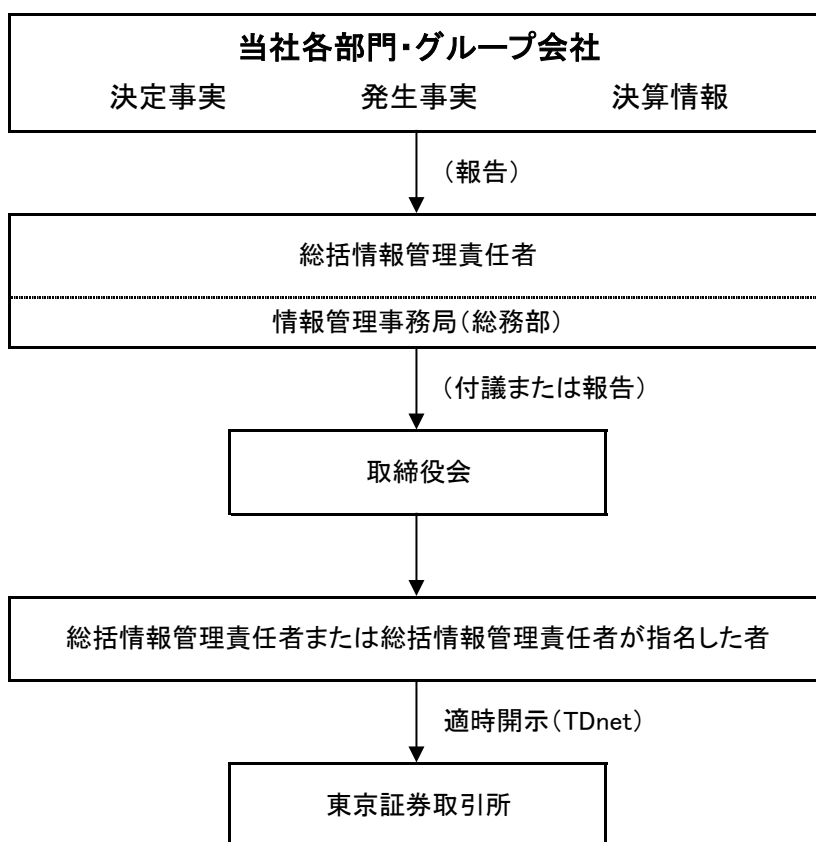 当社各部門・グループ会社
決定事実 発生事実 決算情報
（報告）
総括情報管理責任者
情報管理事務局（総務部）
（付議または報告）
取締役会
総括情報管理責任者または総括情報管理責任者が指名した者
適時開示（TDnet）
東京証券取引所